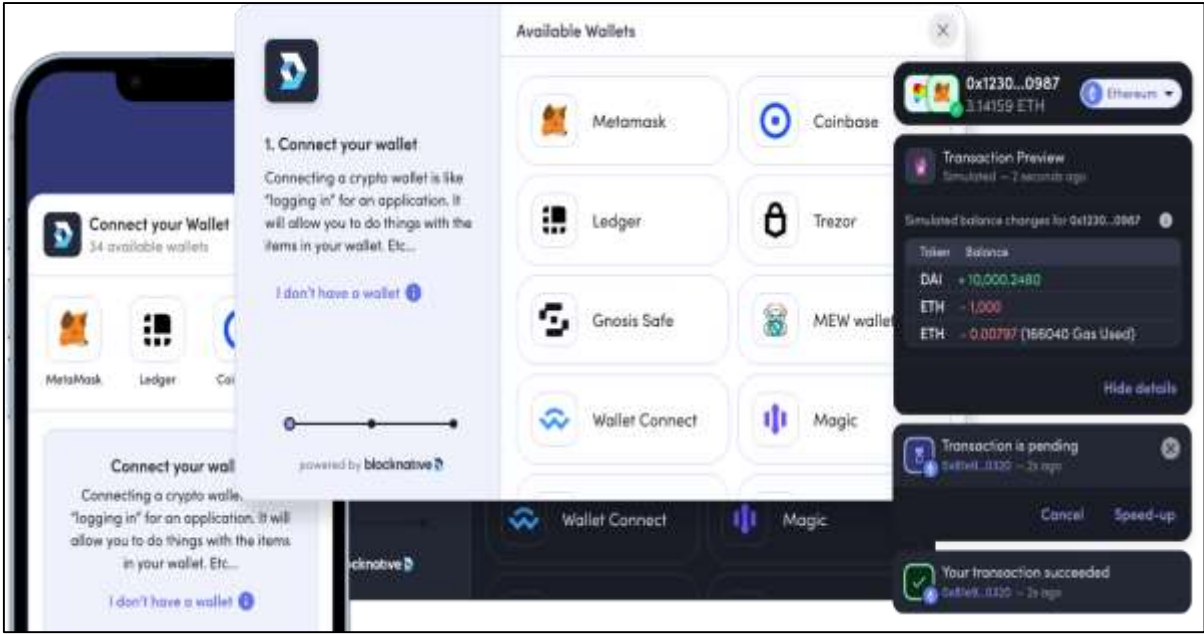 Connect your Wallet
34 available wallets
MetaMask
Ledger
Connect your wal
Connecting a crypto walle
"logging in" for an application. It will
allow you to do things with the items
in your wallet. Etc...
I don't have a wallet
1. Connect your wallet
Connecting a crypto wallet is like
"logging in" for an application. It
will allow you to do things with the
items in your wallet. Etc...
I don't have a wallet
powered by blocknative
Available Wallets
Metamask
Coinbase
Ledger
Trezor
Gnosis Safe
MEW wallet
Wallet Connect
Magic
Wallet Connect
Magic
ocknative
0x1230...0987
3.14159 ETH
Ethereum
Transaction Preview
Simulated – 2 seconds ago
Simulated balance changes for 0x1230...0987
Token Balance
DAI + 10,000.2480
ETH - 1,000
ETH - 0.00797 (166040 Gas Used)
Hide details
Transaction is pending
– 2s ago
Cancel Speed-up
Your transaction succeeded
– 2s ago